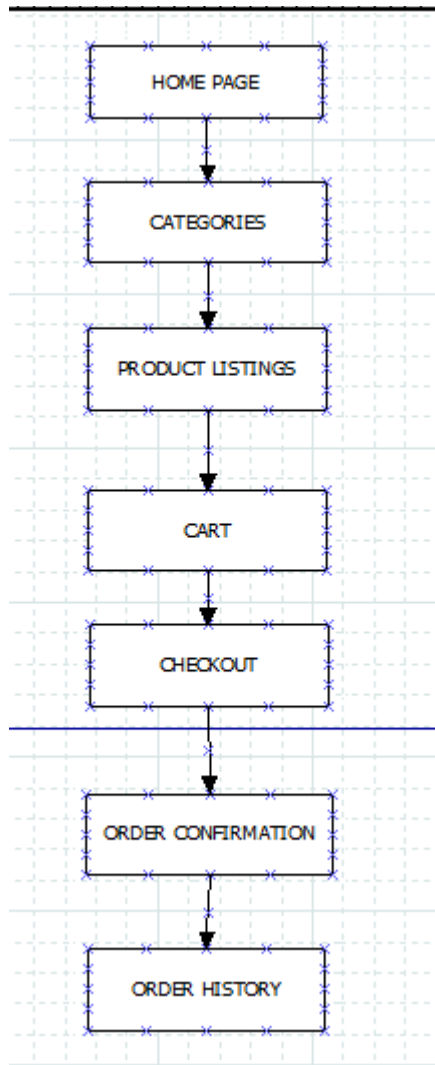 HOME PAGE
CATEGORIES
PRODUCT LISTINGS
CART
CHECKOUT
ORDER CONFIRMATION
ORDER HISTORY